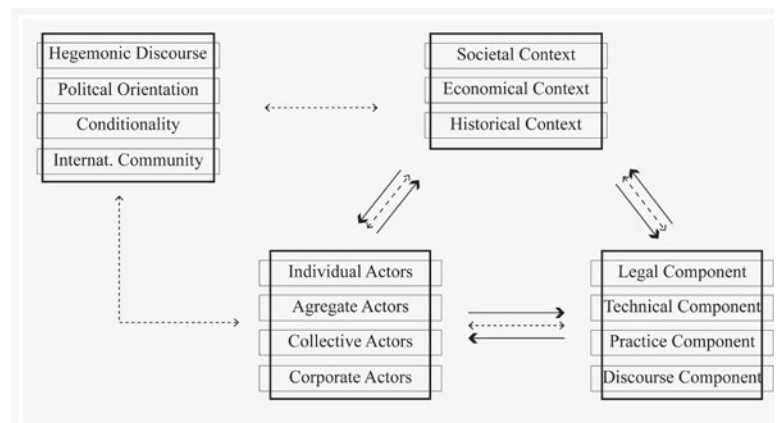 Hegemonic Discourse
Politcal Orientation
Conditionality
Internat. Community
Societal Context
Economical Context
Historical Context
Individual Actors
Agregate Actors
Collective Actors
Corporate Actors
Legal Component
Technical Component
Practice Component
Discourse Component